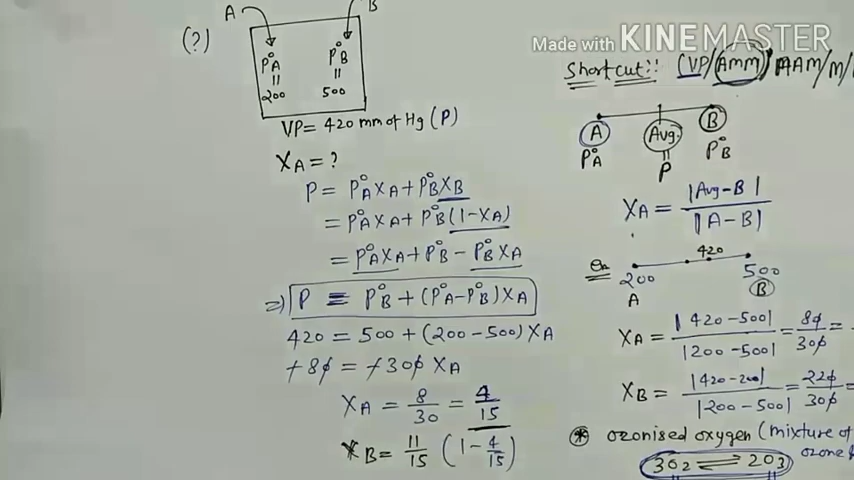 Made with KINEMASTER
A B
(?)
P°A P°B
|| ||
200 500
VP = 420 mm of Hg (P)
XA = ?
P = P°A XA + P°B XB
= P°A XA + P°B (1 - XA)
= P°A XA + P°B - P°B XA
=> P = P°B + (P°A - P°B) XA
420 = 500 + (200 - 500) XA
+80 = +300 XA
XA = 8/30 = 4/15
XB = 11/15 (1 - 4/15)
Shortcut!! (VP/AMM)
A Avg. B
P°A || P°B
P
XA = |Avg - B| / |A - B|
420
200 500
A B
XA = |420 - 500| / |200 - 500| = 80/300 =
XB = |420 - 200| / |200 - 500| = 220/300 =
* ozonised oxygen (mixture of
ozone
3O2 ⇌ 2O3